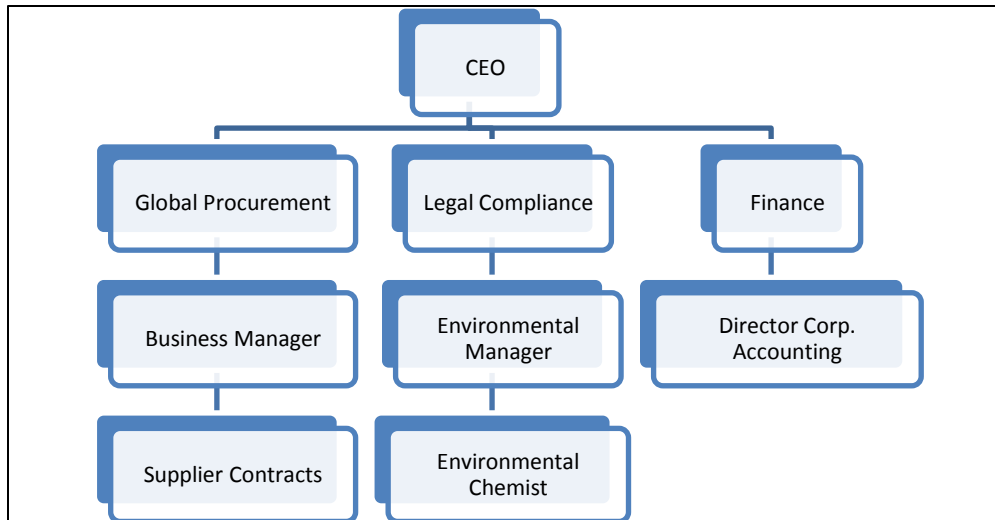 CEO
Global Procurement
Legal Compliance
Finance
Business Manager
Environmental
Manager
Director Corp.
Accounting
Supplier Contracts
Environmental
Chemist